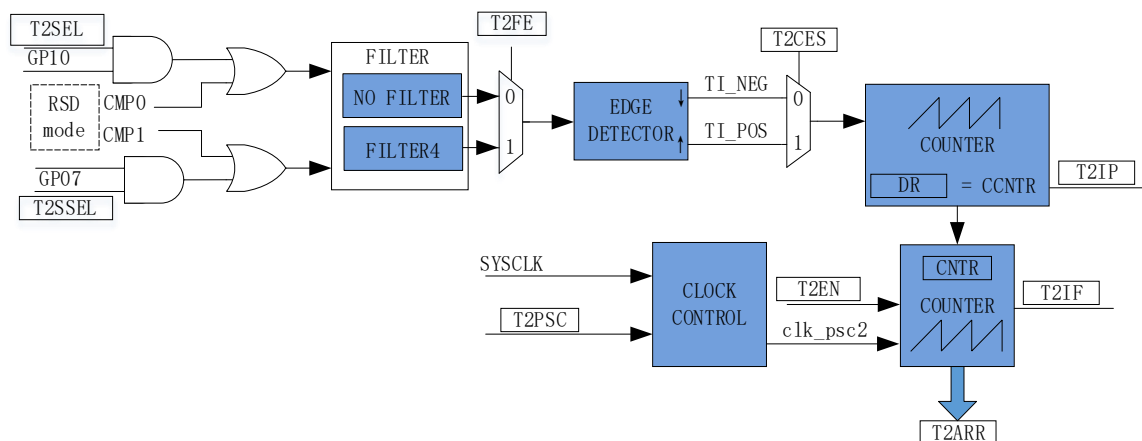 T2SEL
GP10
RSD
mode
CMP0
CMP1
GP07
T2SSEL
FILTER
NO FILTER
FILTER4
T2FE
0
1
EDGE
DETECTOR
TI_NEG
TI_POS
T2CES
0
1
COUNTER
DR = CCNTR
T2IP
SYSCLK
T2PSC
CLOCK
CONTROL
T2EN
clk_psc2
CNTR
COUNTER
T2IF
T2ARR